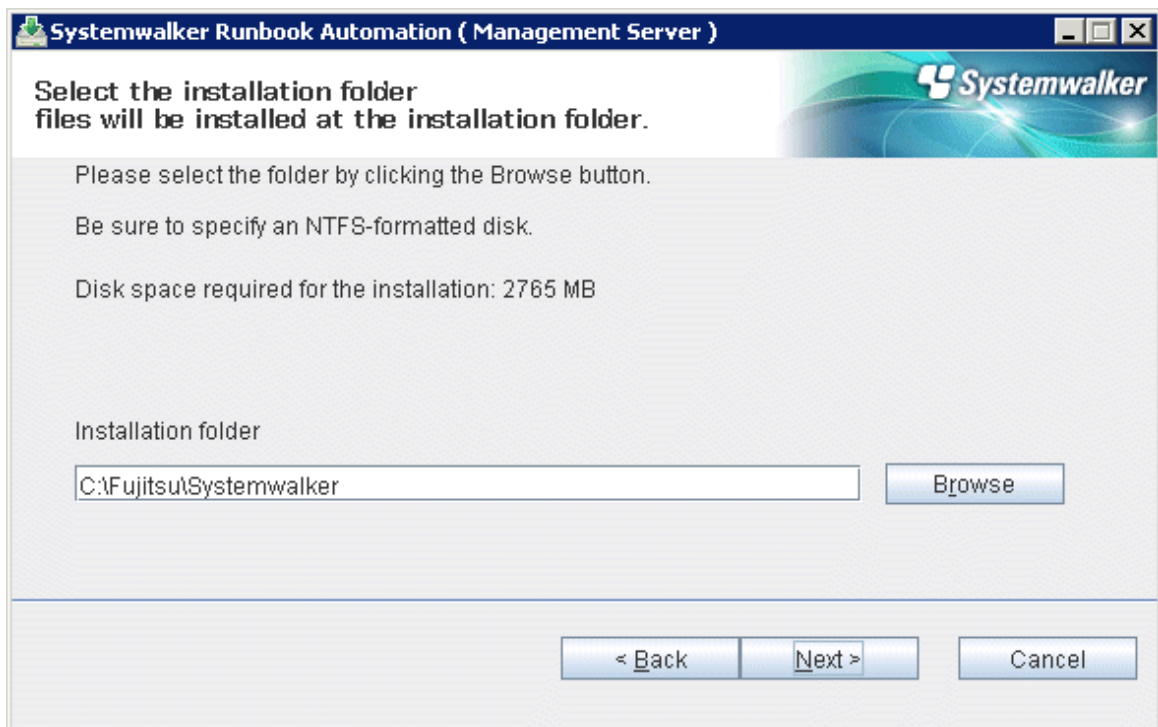 Systemwalker Runbook Automation ( Management Server )
Systemwalker
Select the installation folder
files will be installed at the installation folder.
Please select the folder by clicking the Browse button.
Be sure to specify an NTFS-formatted disk.
Disk space required for the installation: 2765 MB
Installation folder
C:\Fujitsu\Systemwalker
Browse
< Back
Next >
Cancel